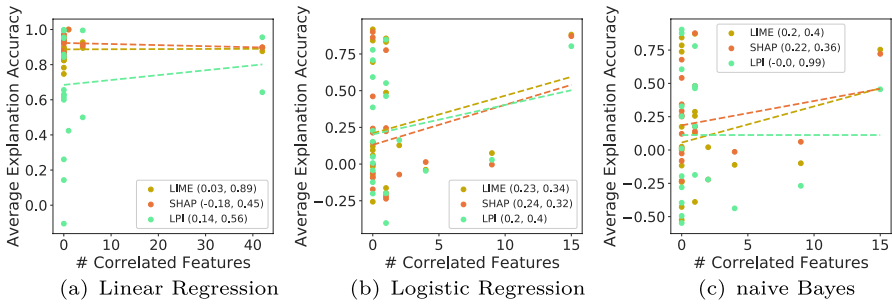 Average Explanation Accuracy
1.0
0.8
0.6
0.4
0.2
0.0
LIME (0.03, 0.89)
SHAP (-0.18, 0.45)
LPI (0.14, 0.56)
0 10 20 30 40
# Correlated Features
(a) Linear Regression
Average Explanation Accuracy
0.75
0.50
0.25
0.00
−0.25
LIME (0.23, 0.34)
SHAP (0.24, 0.32)
LPI (0.2, 0.4)
0 5 10 15
# Correlated Features
(b) Logistic Regression
Average Explanation Accuracy
0.75
0.50
0.25
0.00
−0.25
−0.50
LIME (0.2, 0.4)
SHAP (0.22, 0.36)
LPI (-0.0, 0.99)
0 5 10 15
# Correlated Features
(c) naive Bayes